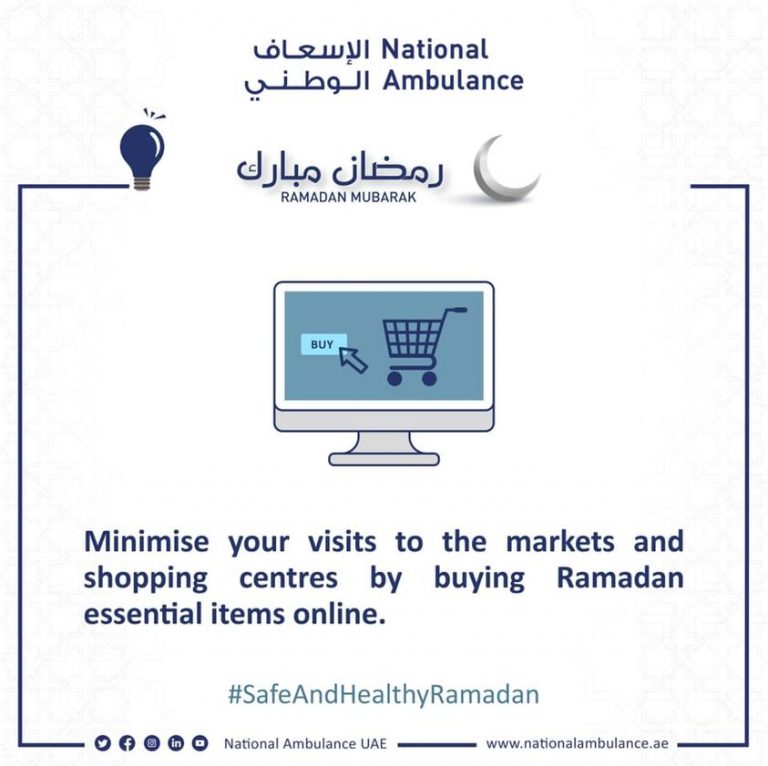 الإسعاف National
الـوطـنـي Ambulance
رمضان مبارك
RAMADAN MUBARAK
BUY
Minimise your visits to the markets and
shopping centres by buying Ramadan
essential items online.
#SafeAndHealthyRamadan
National Ambulance UAE www.nationalambulance.ae